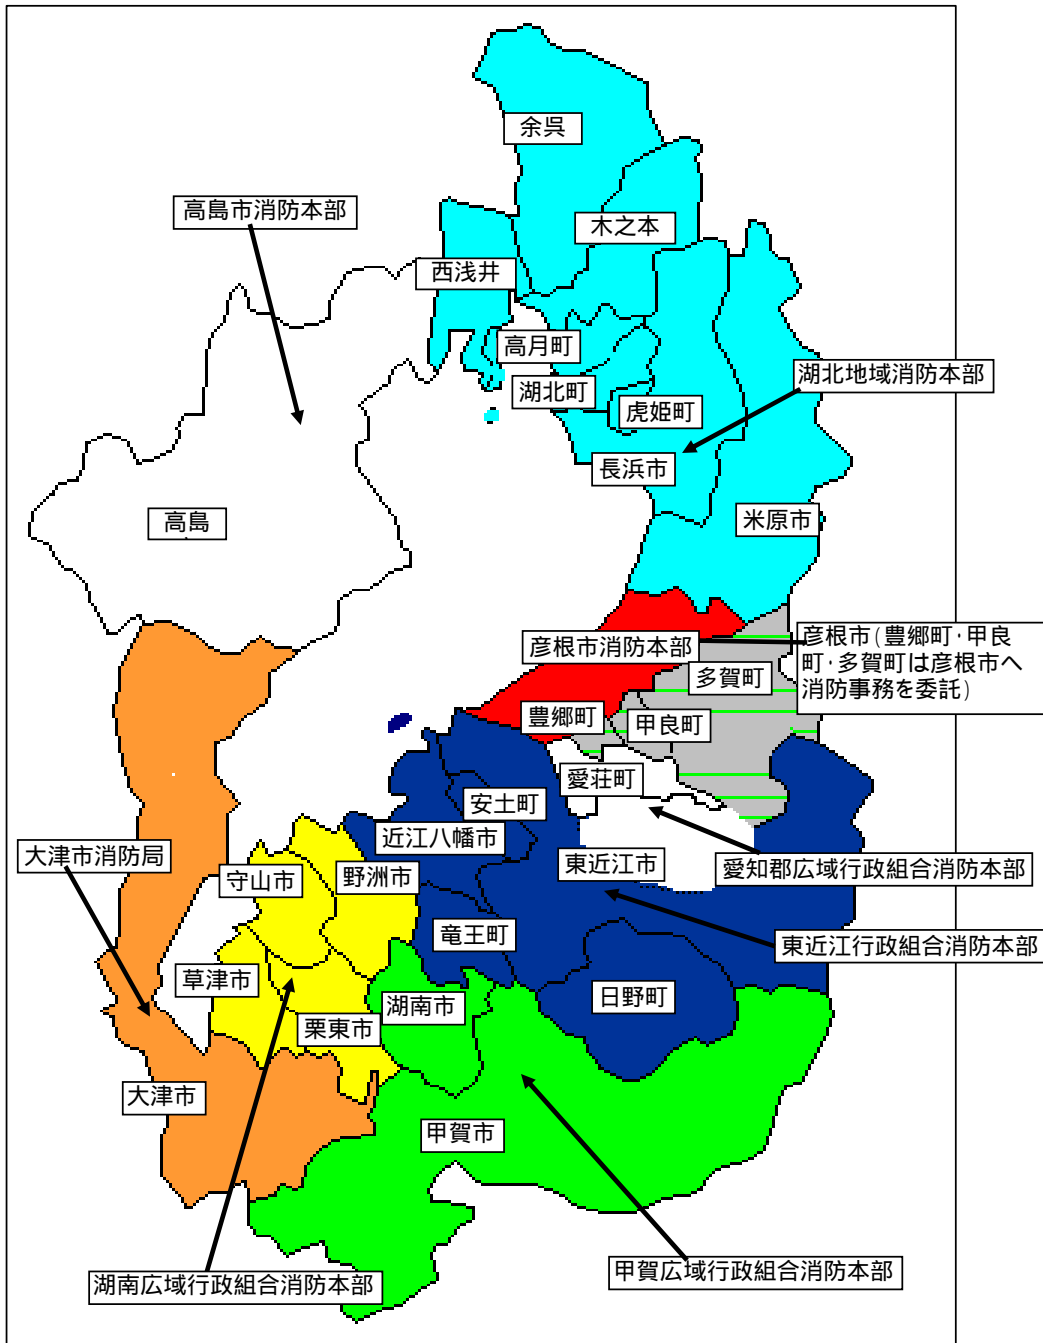 余呉
高島市消防本部
木之本
西浅井
高月町
湖北町
湖北地域消防本部
虎姫町
長浜市
高島
米原市
彦根市消防本部
彦根市(豊郷町･甲良
町･多賀町は彦根市へ
消防事務を委託)
多賀町
豊郷町
甲良町
愛荘町
安土町
近江八幡市
大津市消防局
東近江市
愛知郡広域行政組合消防本部
守山市
野洲市
竜王町
東近江行政組合消防本部
草津市
日野町
湖南市
栗東市
大津市
甲賀市
甲賀広域行政組合消防本部
湖南広域行政組合消防本部